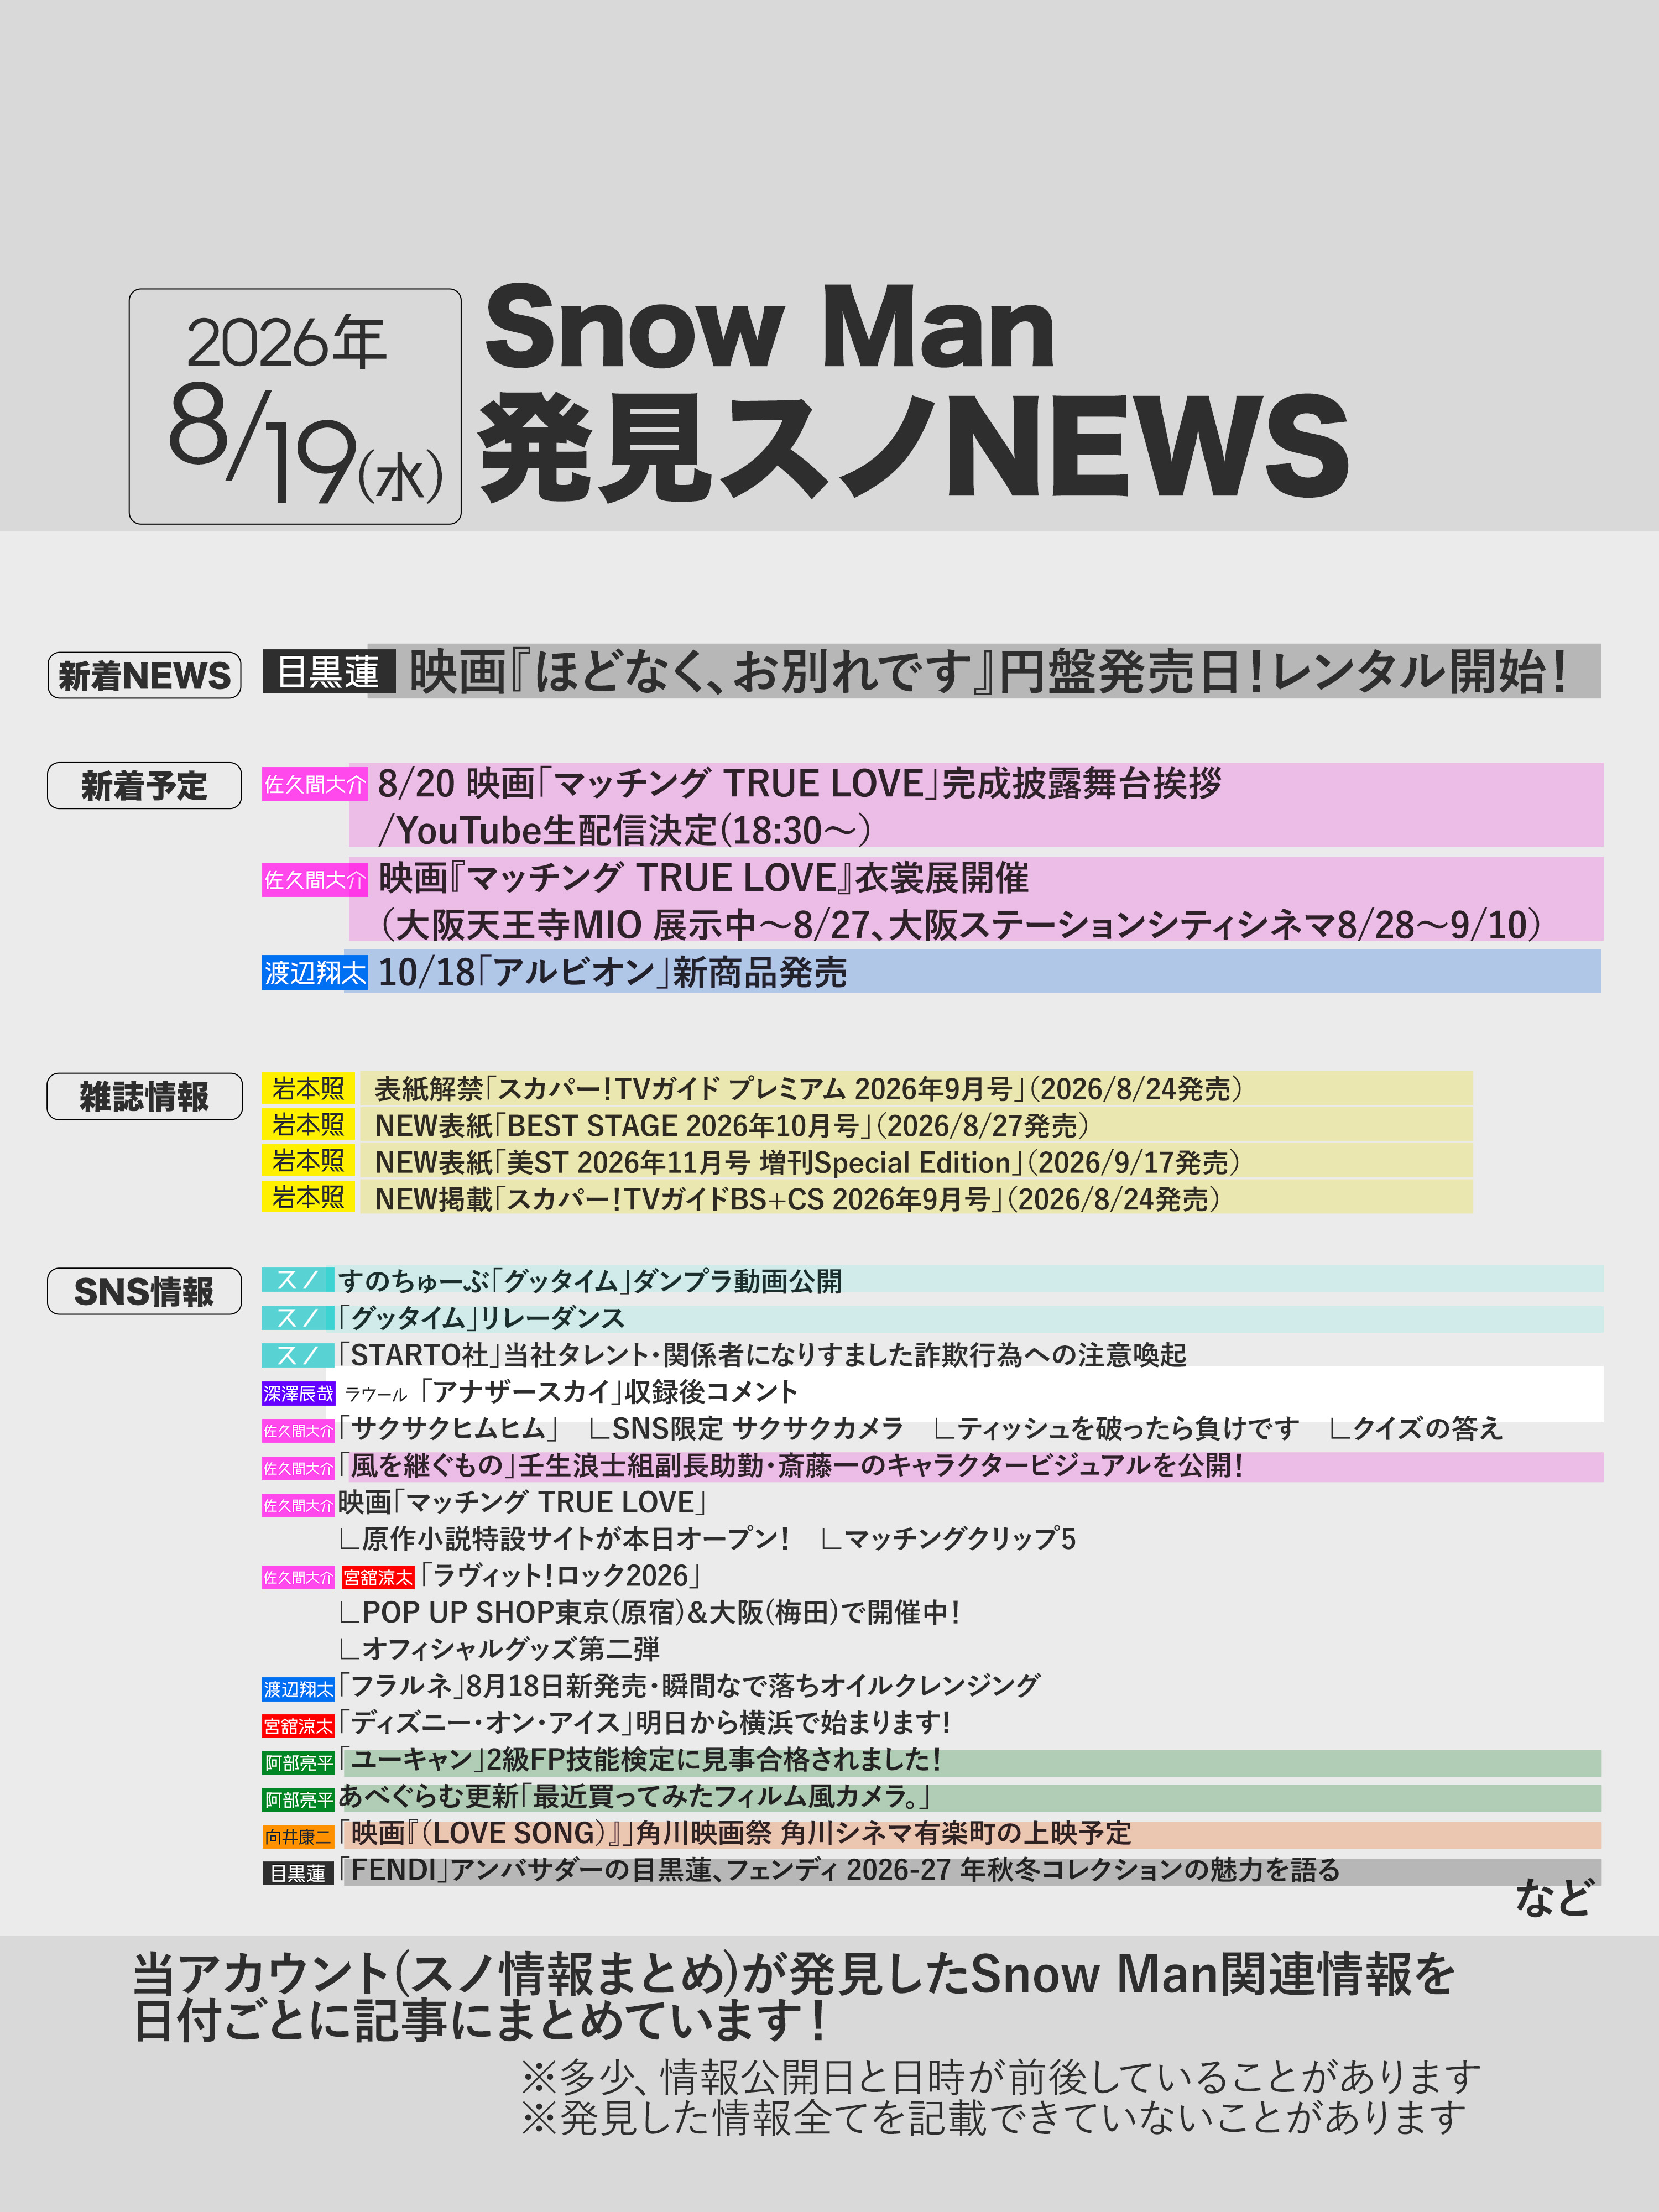 2026年
8/19(水)
Snow Man
発見スノNEWS
新着NEWS
目黒蓮 映画『ほどなく、お別れです』円盤発売日!レンタル開始!
新着予定
佐久間大介 8/20 映画「マッチング TRUE LOVE」完成披露舞台挨拶
/YouTube生配信決定(18:30～)
佐久間大介 映画『マッチング TRUE LOVE』衣裳展開催
(大阪天王寺MIO 展示中～8/27、大阪ステーションシティシネマ8/28～9/10)
渡辺翔太 10/18「アルビオン」新商品発売
雑誌情報
岩本照 表紙解禁「スカパー!TVガイド プレミアム 2026年9月号」(2026/8/24発売)
岩本照 NEW表紙「BEST STAGE 2026年10月号」(2026/8/27発売)
岩本照 NEW表紙「美ST 2026年11月号 増刊Special Edition」(2026/9/17発売)
岩本照 NEW掲載「スカパー!TVガイドBS+CS 2026年9月号」(2026/8/24発売)
SNS情報
スノ すのちゅーぶ「グッタイム」ダンプラ動画公開
スノ 「グッタイム」リレーダンス
スノ 「STARTO社」当社タレント・関係者になりすました詐欺行為への注意喚起
深澤辰哉 ラウール 「アナザースカイ」収録後コメント
佐久間大介 「サクサクヒムヒム」 ∟SNS限定 サクサクカメラ ∟ティッシュを破ったら負けです ∟クイズの答え
佐久間大介 「風を継ぐもの」壬生浪士組副長助勤・斎藤一のキャラクタービジュアルを公開!
佐久間大介 映画「マッチング TRUE LOVE」
∟原作小説特設サイトが本日オープン! ∟マッチングクリップ5
佐久間大介 宮舘涼太 「ラヴィット!ロック2026」
∟POP UP SHOP東京(原宿)&大阪(梅田)で開催中!
∟オフィシャルグッズ第二弾
渡辺翔太 「フラルネ」8月18日新発売・瞬間なで落ちオイルクレンジング
宮舘涼太 「ディズニー・オン・アイス」明日から横浜で始まります!
阿部亮平 「ユーキャン」2級FP技能検定に見事合格されました!
阿部亮平 あべぐらむ更新「最近買ってみたフィルム風カメラ。」
向井康二 「映画『(LOVE SONG)』」角川映画祭 角川シネマ有楽町の上映予定
目黒蓮 「FENDI」アンバサダーの目黒蓮、フェンディ 2026-27 年秋冬コレクションの魅力を語る
など
当アカウント(スノ情報まとめ)が発見したSnow Man関連情報を
日付ごとに記事にまとめています!
※多少、情報公開日と日時が前後していることがあります
※発見した情報全てを記載できていないことがあります